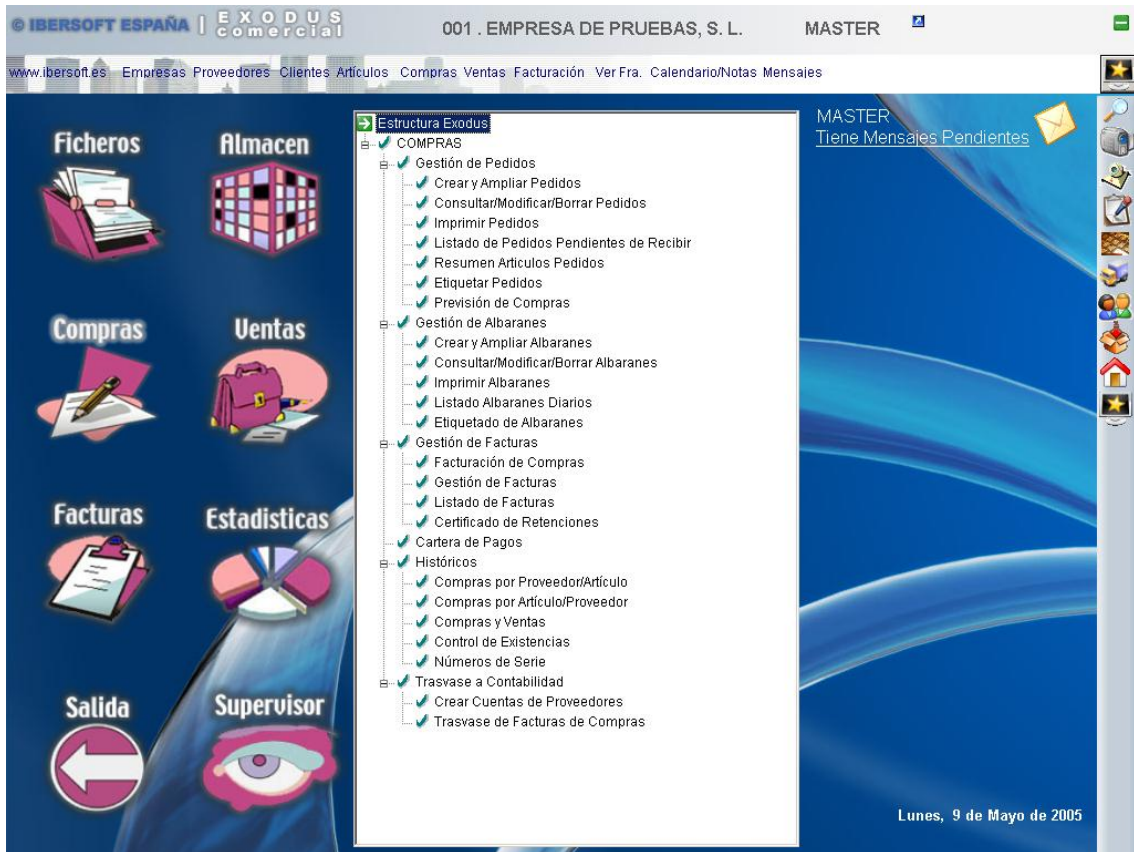 © IBERSOFT ESPAÑA | EXODUS comercial
001 . EMPRESA DE PRUEBAS, S. L. MASTER
www.ibersoft.es Empresas Proveedores Clientes Artículos Compras Ventas Facturación Ver Fra. Calendario/Notas Mensajes
Ficheros
Almacen
Compras
Ventas
Facturas
Estadisticas
Salida
Supervisor
Estructura Exodus
COMPRAS
Gestión de Pedidos
Crear y Ampliar Pedidos
Consultar/Modificar/Borrar Pedidos
Imprimir Pedidos
Listado de Pedidos Pendientes de Recibir
Resumen Articulos Pedidos
Etiquetar Pedidos
Previsión de Compras
Gestión de Albaranes
Crear y Ampliar Albaranes
Consultar/Modificar/Borrar Albaranes
Imprimir Albaranes
Listado Albaranes Diarios
Etiquetado de Albaranes
Gestión de Facturas
Facturación de Compras
Gestión de Facturas
Listado de Facturas
Certificado de Retenciones
Cartera de Pagos
Históricos
Compras por Proveedor/Artículo
Compras por Artículo/Proveedor
Compras y Ventas
Control de Existencias
Números de Serie
Trasvase a Contabilidad
Crear Cuentas de Proveedores
Trasvase de Facturas de Compras
MASTER
Tiene Mensajes Pendientes
Lunes, 9 de Mayo de 2005